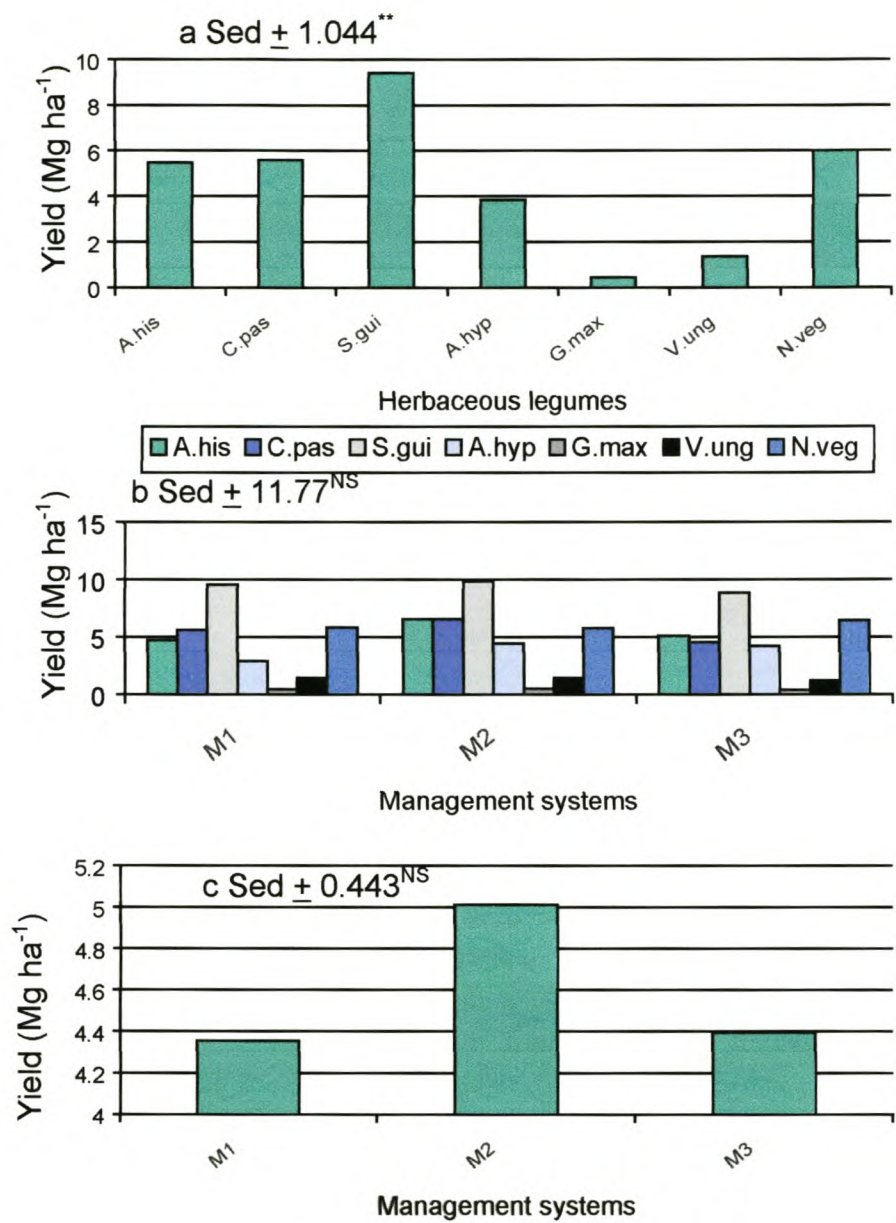 a Sed ± 1.044**
Yield (Mg ha-1)
10
8
6
4
2
0
A.his C.pas S.gui A.hyp G.max V.ung N.veg
Herbaceous legumes
A.his C.pas S.gui A.hyp G.max V.ung N.veg
b Sed ± 11.77NS
Yield (Mg ha-1)
15
10
5
0
M1 M2 M3
Management systems
c Sed ± 0.443NS
Yield (Mg ha-1)
5.2
5
4.8
4.6
4.4
4.2
4
M1 M2 M3
Management systems